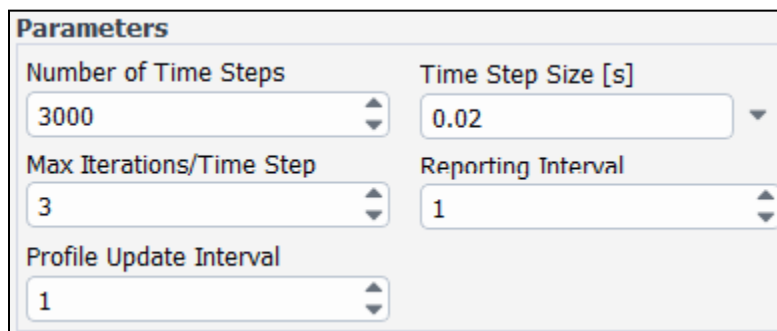 Parameters
Number of Time Steps
Time Step Size [s]
3000
0.02
Max Iterations/Time Step
Reporting Interval
3
1
Profile Update Interval
1